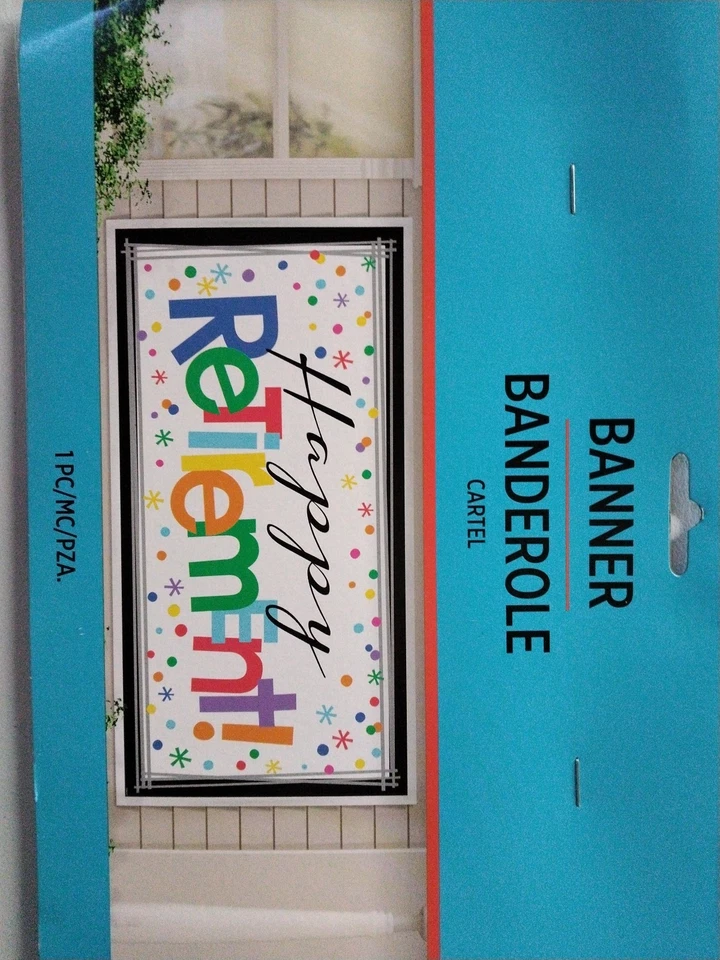 BANNER
BANDEROLE
CARTEL
Happy
ReTiremEnt!
1 PC/MC/PZA.